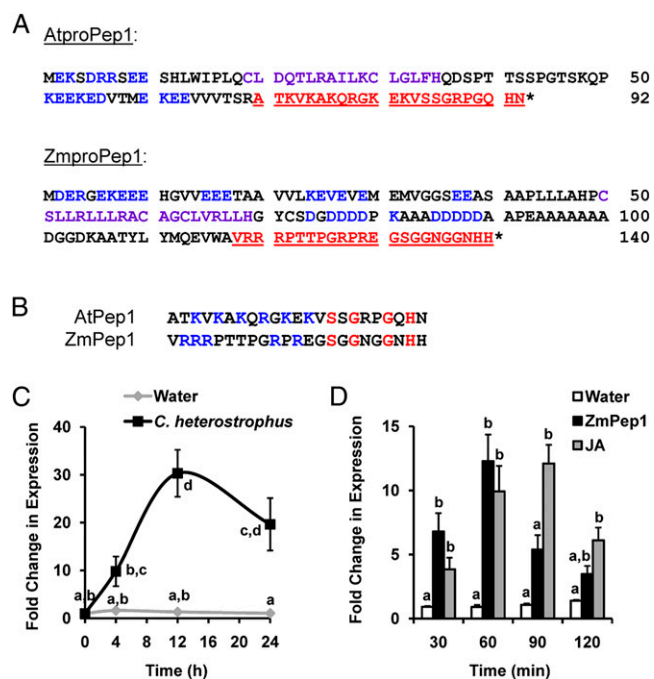 A
AtproPep1:
MEKSDRRSEE SHLWIPLQCL DQTLRAILKC LGLFHQDSPT TSSPGTSKQP 50
KEEKEDVTME KEEVVVTSRA TKVKAKQRGK EKVSSGRPGQ HN* 92
ZmproPep1:
MDERGEKEEE HGVVEEETAA VVLKEVEVEM EMVGGSEEAS AAPLLLAHPC 50
SLLRLLLRAC AGCLVRLLHG YCSDGDDDDP KAAADDDDDA APEAAAAAAA 100
DGGDKAATYL YMQEVWAVRR RPTTPGRPRE GSGGNGGNHH* 140
B
AtPep1 ATKVKAKQRGKEKVSSGRPGQHN
ZmPep1 VRRRPTTPGRPREGSGGNGGNHH
C
Water
C. heterostrophus
Fold Change in Expression
40
30
20
10
0
a,b
a,b
b,c
a,b
d
a
c,d
0 4 12 24
Time (h)
D
Water
ZmPep1
JA
Fold Change in Expression
15
10
5
0
a b b
a b b
a a b
a a,b b
30 60 90 120
Time (min)